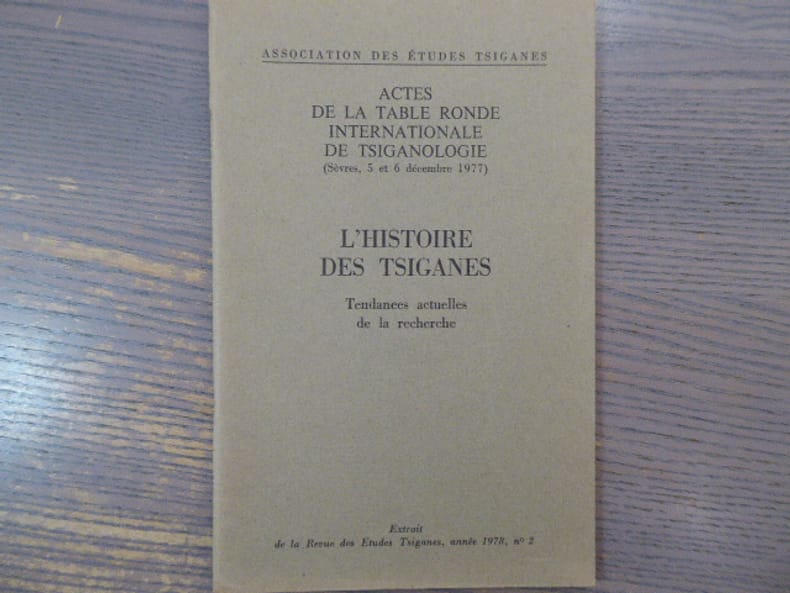 ASSOCIATION DES ÉTUDES TSIGANES
ACTES
DE LA TABLE RONDE
INTERNATIONALE
DE TSIGANOLOGIE
(Sèvres, 5 et 6 décembre 1977)
L'HISTOIRE
DES TSIGANES
Tendances actuelles
de la recherche
Extrait
de la Revue des Etudes Tsiganes, année 1978, nº 2